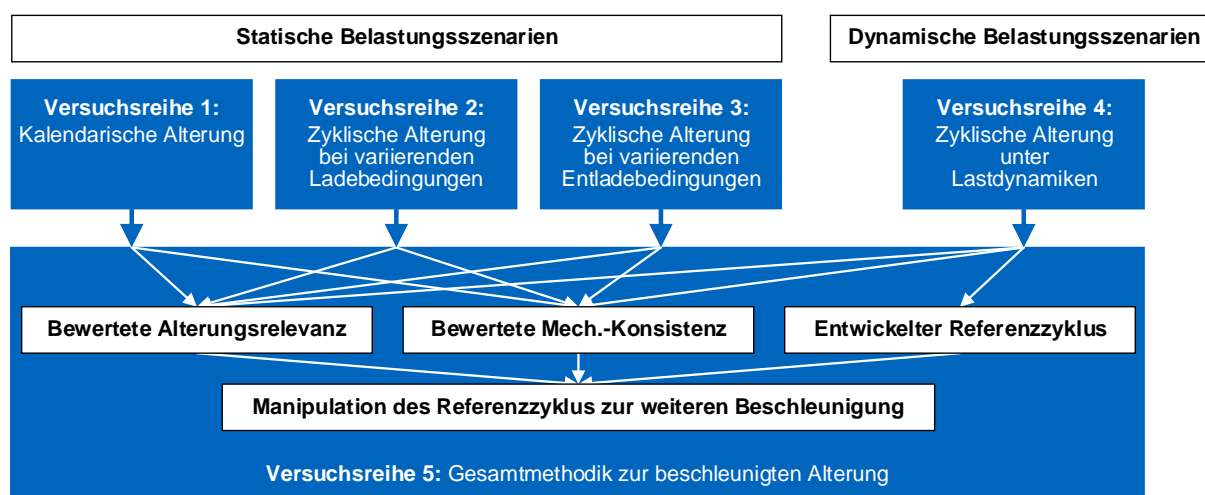 Statische Belastungsszenarien
Dynamische Belastungsszenarien
Versuchsreihe 1:
Kalendarische Alterung
Versuchsreihe 2:
Zyklische Alterung
bei variierenden
Ladebedingungen
Versuchsreihe 3:
Zyklische Alterung
bei variierenden
Entladebedingungen
Versuchsreihe 4:
Zyklische Alterung
unter
Lastdynamiken
Bewertete Alterungsrelevanz
Bewertete Mech.-Konsistenz
Entwickelter Referenzzyklus
Manipulation des Referenzzyklus zur weiteren Beschleunigung
Versuchsreihe 5: Gesamtmethodik zur beschleunigten Alterung